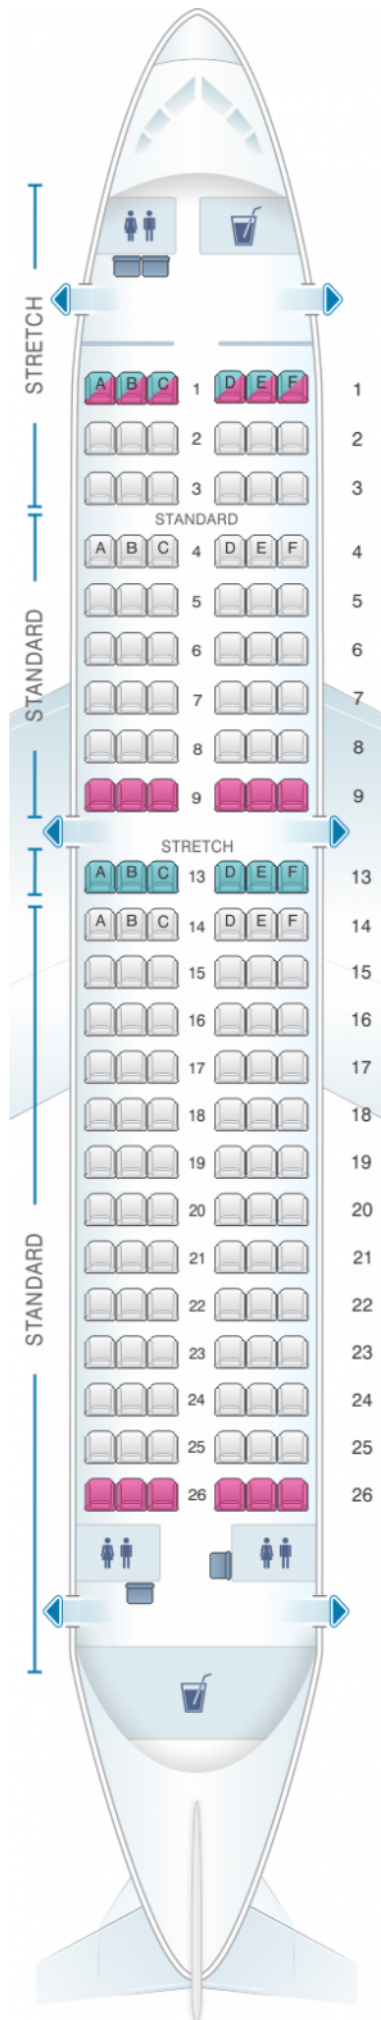 STRETCH
A B C 1 D E F 1
2 2
3 3
STANDARD
A B C 4 D E F 4
5 5
STANDARD
6 6
7 7
8 8
9 9
STRETCH
A B C 13 D E F 13
A B C 14 D E F 14
15 15
16 16
17 17
18 18
19 19
20 20
21 21
STANDARD
22 22
23 23
24 24
25 25
26 26